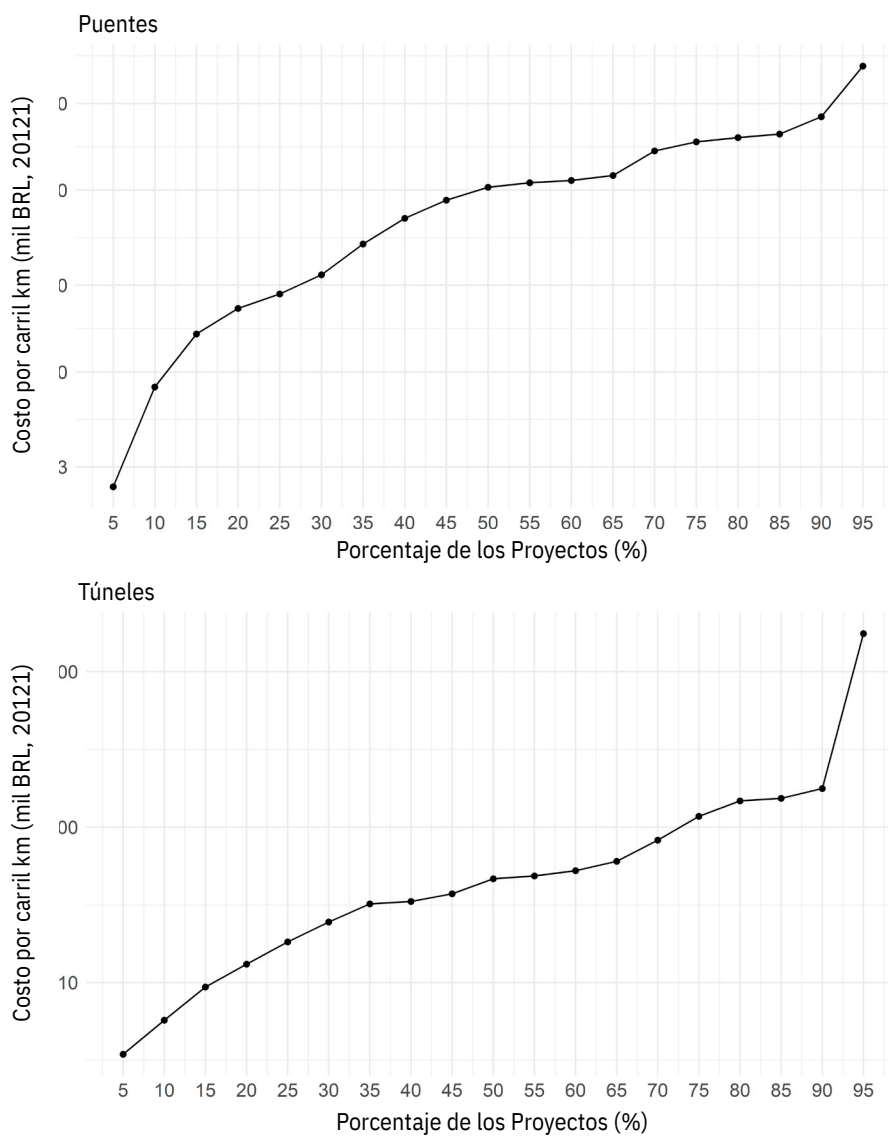 Puentes
Costo por carril km (mil BRL, 20121)
0
0
0
0
3
5 10 15 20 25 30 35 40 45 50 55 60 65 70 75 80 85 90 95
Porcentaje de los Proyectos (%)
Túneles
Costo por carril km (mil BRL, 20121)
00
00
10
5 10 15 20 25 30 35 40 45 50 55 60 65 70 75 80 85 90 95
Porcentaje de los Proyectos (%)